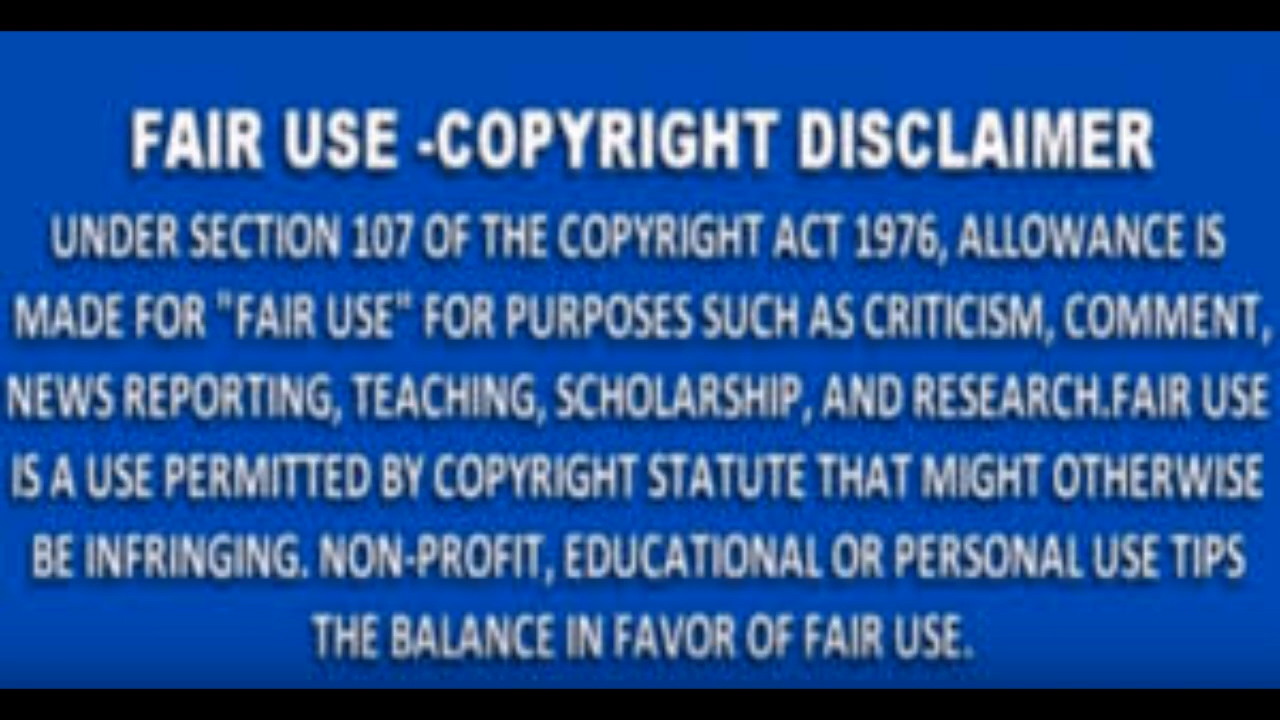 FAIR USE -COPYRIGHT DISCLAIMER
UNDER SECTION 107 OF THE COPYRIGHT ACT 1976, ALLOWANCE IS
MADE FOR "FAIR USE" FOR PURPOSES SUCH AS CRITICISM, COMMENT,
NEWS REPORTING, TEACHING, SCHOLARSHIP, AND RESEARCH.FAIR USE
IS A USE PERMITTED BY COPYRIGHT STATUTE THAT MIGHT OTHERWISE
BE INFRINGING. NON-PROFIT, EDUCATIONAL OR PERSONAL USE TIPS
THE BALANCE IN FAVOR OF FAIR USE.